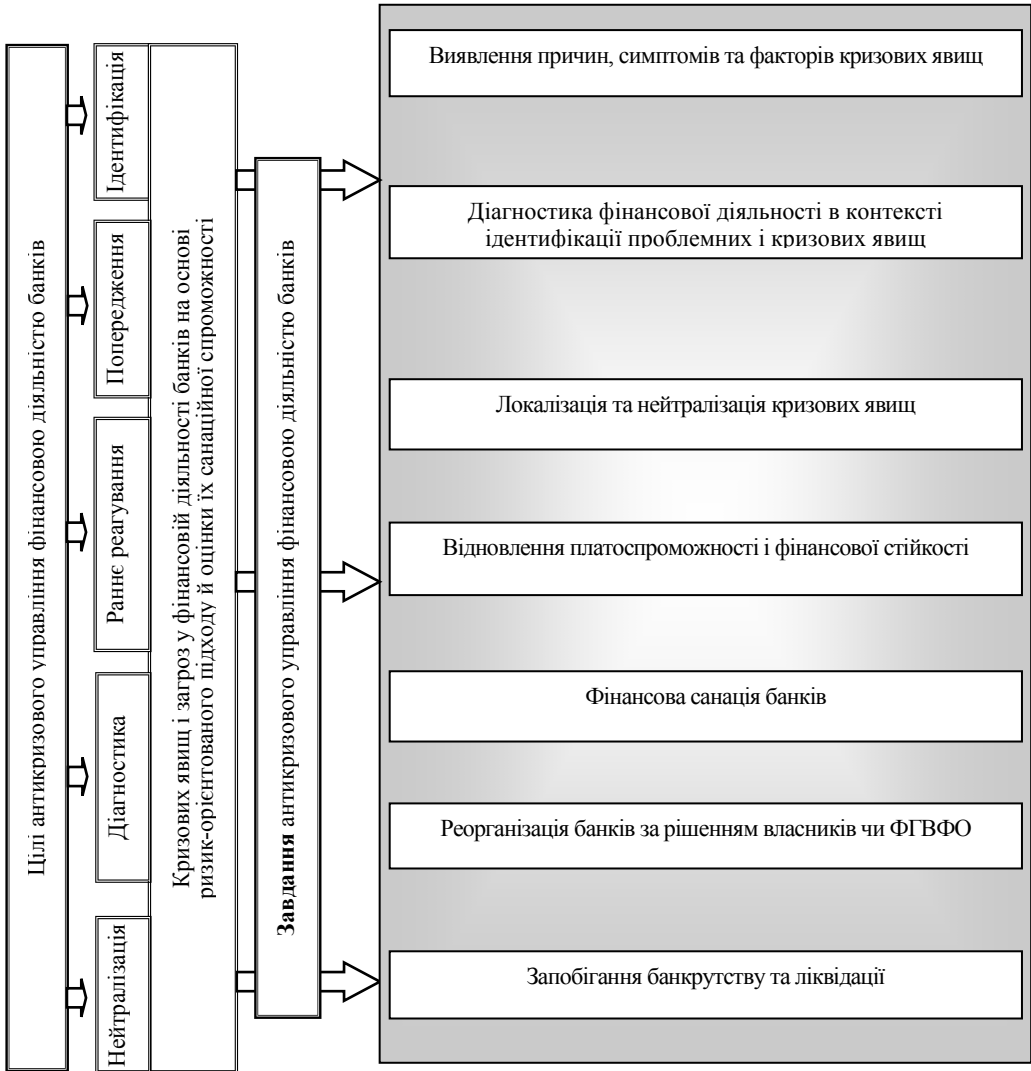 Цілі антикризового управління фінансовою діяльністю банків
Ідентифікація
Попередження
Раннє реагування
Діагностика
Нейтралізація
Кризових явищ і загроз у фінансовій діяльності банків на основі
ризик-орієнтованого підходу й оцінки їх санаційної спроможності
Завдання антикризового управління фінансовою діяльністю банків
Виявлення причин, симптомів та факторів кризових явищ
Діагностика фінансової діяльності в контексті
ідентифікації проблемних і кризових явищ
Локалізація та нейтралізація кризових явищ
Відновлення платоспроможності і фінансової стійкості
Фінансова санація банків
Реорганізація банків за рішенням власників чи ФГВФО
Запобігання банкрутству та ліквідації